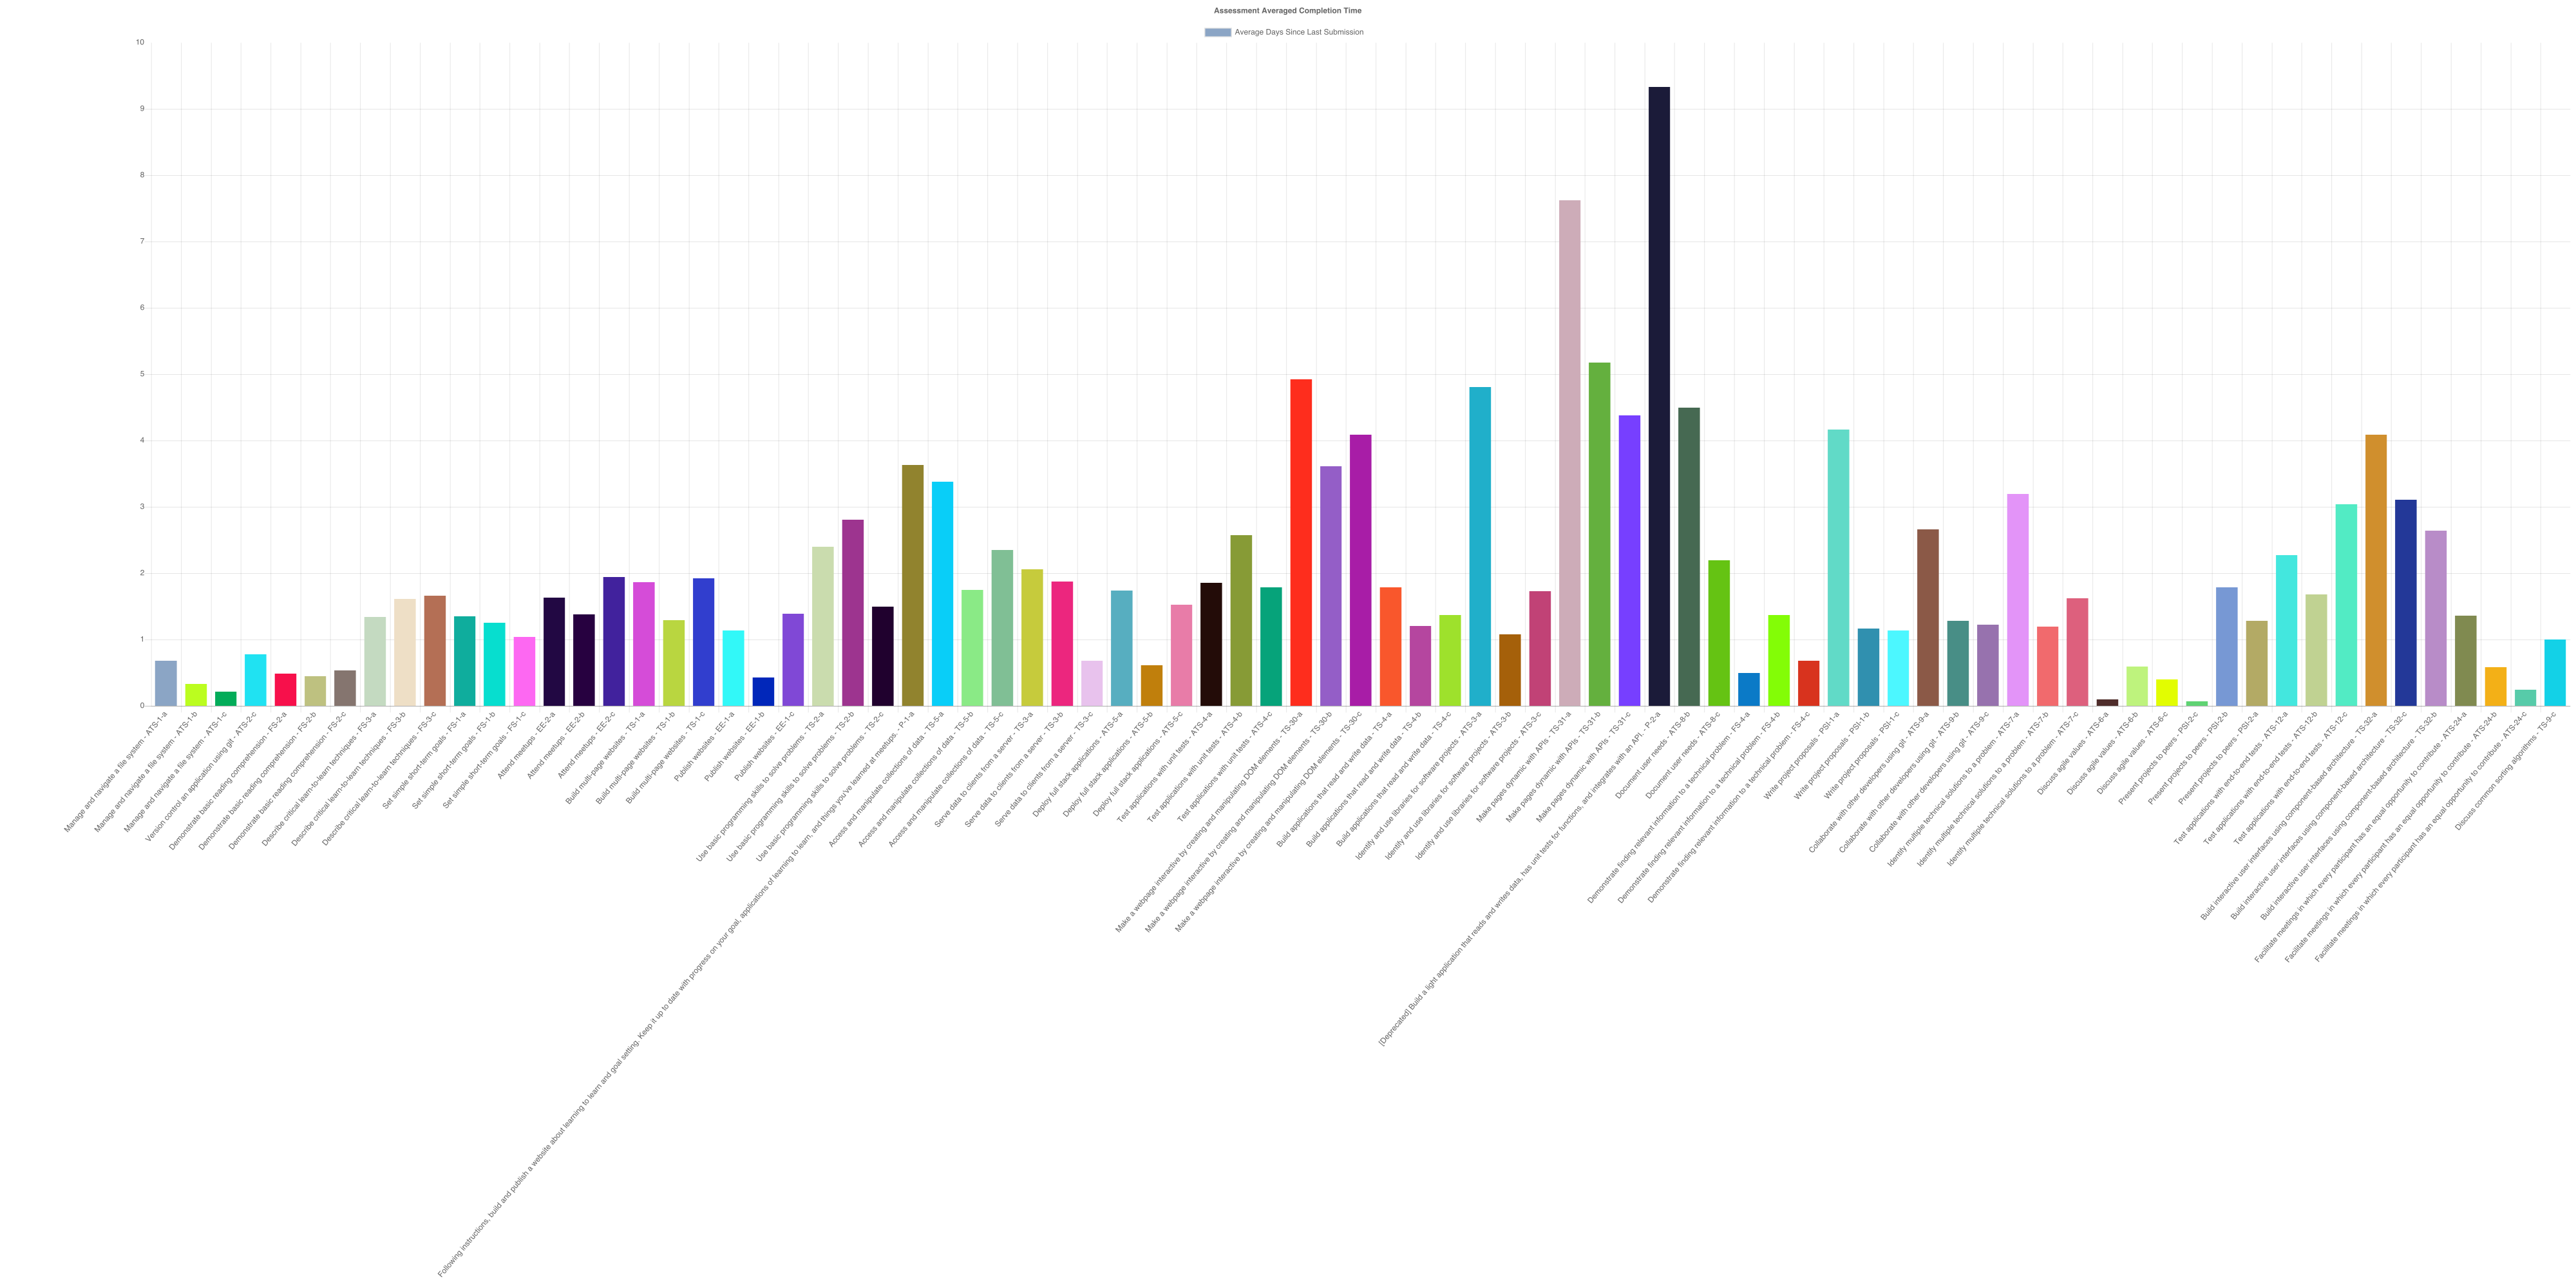 Assessment Averaged Completion Time
Average Days Since Last Submission
10
9
8
7
6
5
4
3
2
1
0
Manage and navigate a file system - ATS-1-a
Manage and navigate a file system - ATS-1-b
Manage and navigate a file system - ATS-1-c
Version control an application using git - ATS-2-c
Demonstrate basic reading comprehension - FS-2-a
Demonstrate basic reading comprehension - FS-2-b
Demonstrate basic reading comprehension - FS-2-c
Describe critical learn-to-learn techniques - FS-3-a
Describe critical learn-to-learn techniques - FS-3-b
Describe critical learn-to-learn techniques - FS-3-c
Set simple short-term goals - FS-1-a
Set simple short-term goals - FS-1-b
Set simple short-term goals - FS-1-c
Attend meetups - EE-2-a
Attend meetups - EE-2-b
Attend meetups - EE-2-c
Build multi-page websites - TS-1-a
Build multi-page websites - TS-1-b
Build multi-page websites - TS-1-c
Publish websites - EE-1-a
Publish websites - EE-1-b
Publish websites - EE-1-c
Use basic programming skills to solve problems - TS-2-a
Use basic programming skills to solve problems - TS-2-b
Use basic programming skills to solve problems - TS-2-c
Following instructions, build and publish a website about learning to learn and goal setting. Keep it up to date with progress on your goal, applications of learning to learn, and things you've learned at meetups. - P-1-a
Access and manipulate collections of data - TS-5-a
Access and manipulate collections of data - TS-5-b
Access and manipulate collections of data - TS-5-c
Serve data to clients from a server - TS-3-a
Serve data to clients from a server - TS-3-b
Serve data to clients from a server - TS-3-c
Deploy full stack applications - ATS-5-a
Deploy full stack applications - ATS-5-b
Deploy full stack applications - ATS-5-c
Test applications with unit tests - ATS-4-a
Test applications with unit tests - ATS-4-b
Test applications with unit tests - ATS-4-c
Make a webpage interactive by creating and manipulating DOM elements - TS-30-a
Make a webpage interactive by creating and manipulating DOM elements - TS-30-b
Make a webpage interactive by creating and manipulating DOM elements - TS-30-c
Build applications that read and write data - TS-4-a
Build applications that read and write data - TS-4-b
Build applications that read and write data - TS-4-c
Identify and use libraries for software projects - ATS-3-a
Identify and use libraries for software projects - ATS-3-b
Identify and use libraries for software projects - ATS-3-c
Make pages dynamic with APIs - TS-31-a
Make pages dynamic with APIs - TS-31-b
Make pages dynamic with APIs - TS-31-c
[Deprecated] Build a light application that reads and writes data, has unit tests for functions, and integrates with an API. - P-2-a
Document user needs - ATS-8-b
Document user needs - ATS-8-c
Demonstrate finding relevant information to a technical problem - FS-4-a
Demonstrate finding relevant information to a technical problem - FS-4-b
Demonstrate finding relevant information to a technical problem - FS-4-c
Write project proposals - PSI-1-a
Write project proposals - PSI-1-b
Write project proposals - PSI-1-c
Collaborate with other developers using git - ATS-9-a
Collaborate with other developers using git - ATS-9-b
Collaborate with other developers using git - ATS-9-c
Identify multiple technical solutions to a problem - ATS-7-a
Identify multiple technical solutions to a problem - ATS-7-b
Identify multiple technical solutions to a problem - ATS-7-c
Discuss agile values - ATS-6-a
Discuss agile values - ATS-6-b
Discuss agile values - ATS-6-c
Present projects to peers - PSI-2-c
Present projects to peers - PSI-2-b
Present projects to peers - PSI-2-a
Test applications with end-to-end tests - ATS-12-a
Test applications with end-to-end tests - ATS-12-b
Test applications with end-to-end tests - ATS-12-c
Build interactive user interfaces using component-based architecture - TS-32-a
Build interactive user interfaces using component-based architecture - TS-32-c
Build interactive user interfaces using component-based architecture - TS-32-b
Facilitate meetings in which every participant has an equal opportunity to contribute - ATS-24-a
Facilitate meetings in which every participant has an equal opportunity to contribute - ATS-24-b
Facilitate meetings in which every participant has an equal opportunity to contribute - ATS-24-c
Discuss common sorting algorithms - TS-9-c